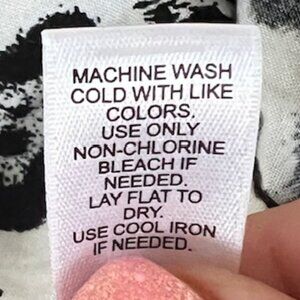 MACHINE WASH
COLD WITH LIKE
COLORS.
USE ONLY
NON-CHLORINE
BLEACH IF
NEEDED.
LAY FLAT TO
DRY.
USE COOL IRON
IF NEEDED.